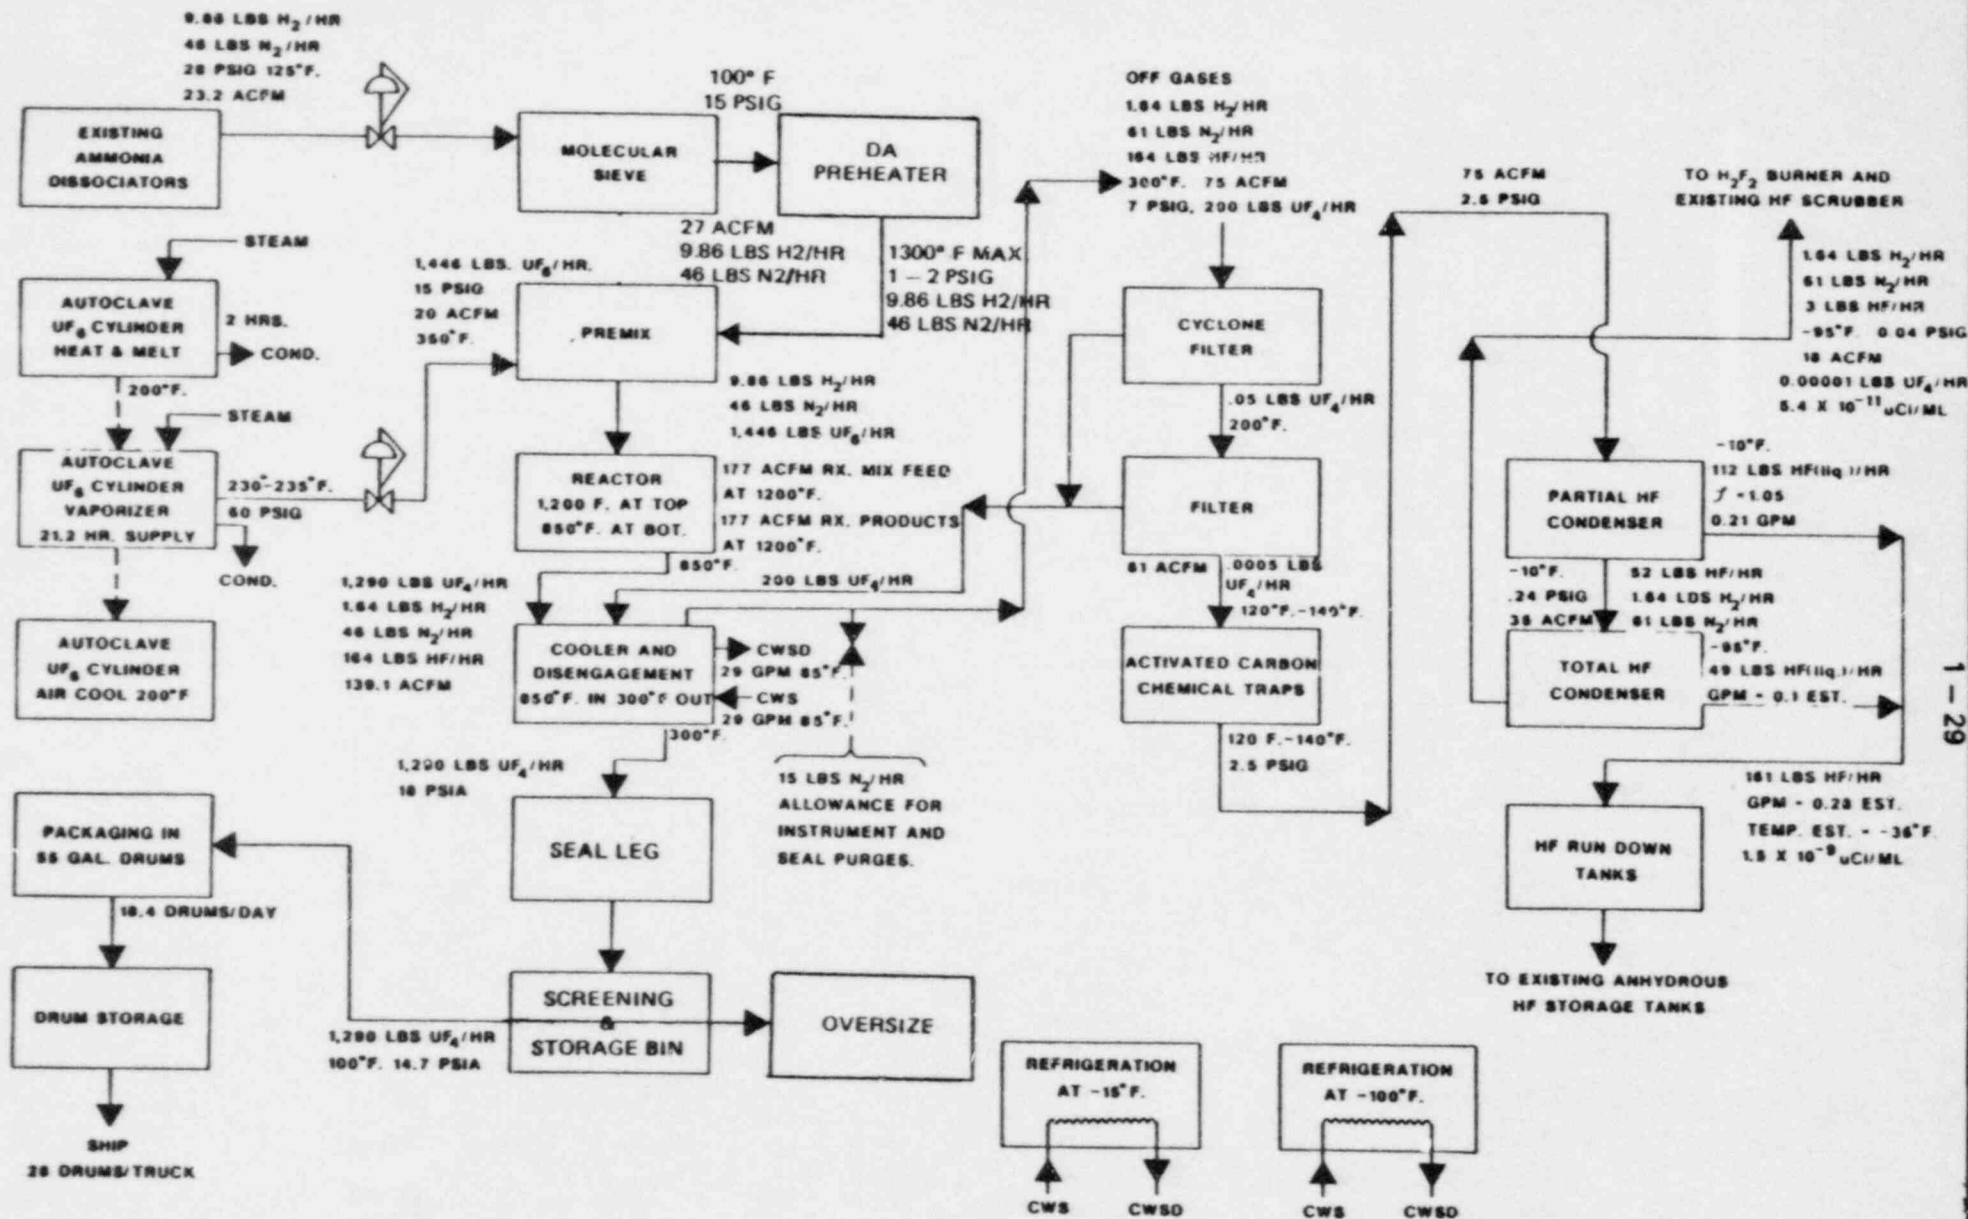 9.86 LBS H₂/HR
46 LBS N₂/HR
28 PSIG 125°F.
23.2 ACFM
EXISTING
AMMONIA
DISSOCIATORS
MOLECULAR
SIEVE
100° F
15 PSIG
DA
PREHEATER
27 ACFM
9.86 LBS H2/HR
46 LBS N2/HR
1300° F MAX
1 – 2 PSIG
9.86 LBS H2/HR
46 LBS N2/HR
STEAM
AUTOCLAVE
UF₆ CYLINDER
HEAT & MELT
2 HRS.
COND.
200°F.
STEAM
AUTOCLAVE
UF₆ CYLINDER
VAPORIZER
21.2 HR. SUPPLY
230°-235°F.
60 PSIG
COND.
AUTOCLAVE
UF₆ CYLINDER
AIR COOL 200°F
1,446 LBS. UF₆/HR.
15 PSIG
20 ACFM
350°F.
PREMIX
9.86 LBS H₂/HR
46 LBS N₂/HR
1,446 LBS UF₆/HR
REACTOR
1,200 F. AT TOP
850°F. AT BOT.
177 ACFM RX. MIX FEED
AT 1200°F.
177 ACFM RX. PRODUCTS
AT 1200°F.
850°F.
200 LBS UF₄/HR
1,290 LBS UF₄/HR
1.64 LBS H₂/HR
46 LBS N₂/HR
164 LBS HF/HR
139.1 ACFM
COOLER AND
DISENGAGEMENT
850°F. IN 300°F OUT
CWSD
29 GPM 85°F.
CWS
29 GPM 85°F.
300°F.
1,290 LBS UF₄/HR
18 PSIA
15 LBS N₂/HR
ALLOWANCE FOR
INSTRUMENT AND
SEAL PURGES.
SEAL LEG
SCREENING
&
STORAGE BIN
OVERSIZE
1,290 LBS UF₄/HR
100°F. 14.7 PSIA
PACKAGING IN
55 GAL. DRUMS
18.4 DRUMS/DAY
DRUM STORAGE
SHIP
28 DRUMS/TRUCK
OFF GASES
1.64 LBS H₂/HR
61 LBS N₂/HR
164 LBS HF/HR
300°F. 75 ACFM
7 PSIG, 200 LBS UF₄/HR
CYCLONE
FILTER
.05 LBS UF₄/HR
200°F.
FILTER
61 ACFM
.0005 LBS
UF₄/HR
120°F.-140°F.
ACTIVATED CARBON
CHEMICAL TRAPS
120 F.-140°F.
2.5 PSIG
75 ACFM
2.5 PSIG
TO H₂F₂ BURNER AND
EXISTING HF SCRUBBER
1.64 LBS H₂/HR
61 LBS N₂/HR
3 LBS HF/HR
-95°F. 0.04 PSIG
18 ACFM
0.00001 LBS UF₄/HR
5.4 X 10⁻¹¹ uCi/ML
PARTIAL HF
CONDENSER
-10°F.
112 LBS HF(liq.)/HR
-1.05
0.21 GPM
-10°F.
.24 PSIG
35 ACFM
52 LBS HF/HR
1.64 LDS H₂/HR
61 LBS N₂/HR
TOTAL HF
CONDENSER
-95°F.
49 LBS HF(liq.)/HR
GPM - 0.1 EST.
161 LBS HF/HR
GPM - 0.28 EST.
TEMP. EST. - -36°F.
1.5 X 10⁻⁹ uCi/ML
HF RUN DOWN
TANKS
TO EXISTING ANHYDROUS
HF STORAGE TANKS
REFRIGERATION
AT -15°F.
CWS
CWSD
REFRIGERATION
AT -100°F.
CWS
CWSD
1 – 29